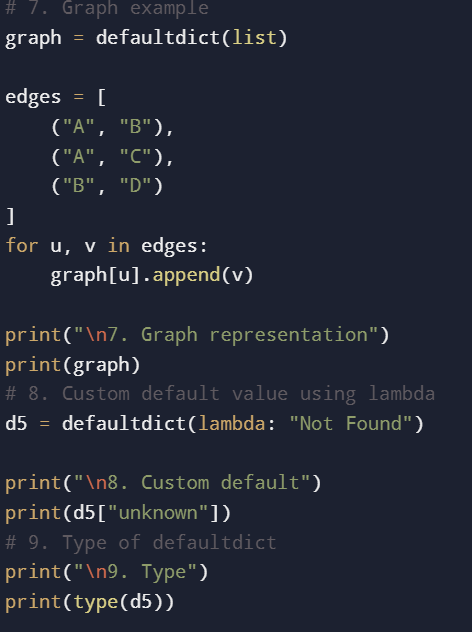 # 7. Graph example
graph = defaultdict(list)
edges = [
    ("A", "B"),
    ("A", "C"),
    ("B", "D")
]
for u, v in edges:
    graph[u].append(v)
print("\n7. Graph representation")
print(graph)
# 8. Custom default value using lambda
d5 = defaultdict(lambda: "Not Found")
print("\n8. Custom default")
print(d5["unknown"])
# 9. Type of defaultdict
print("\n9. Type")
print(type(d5))